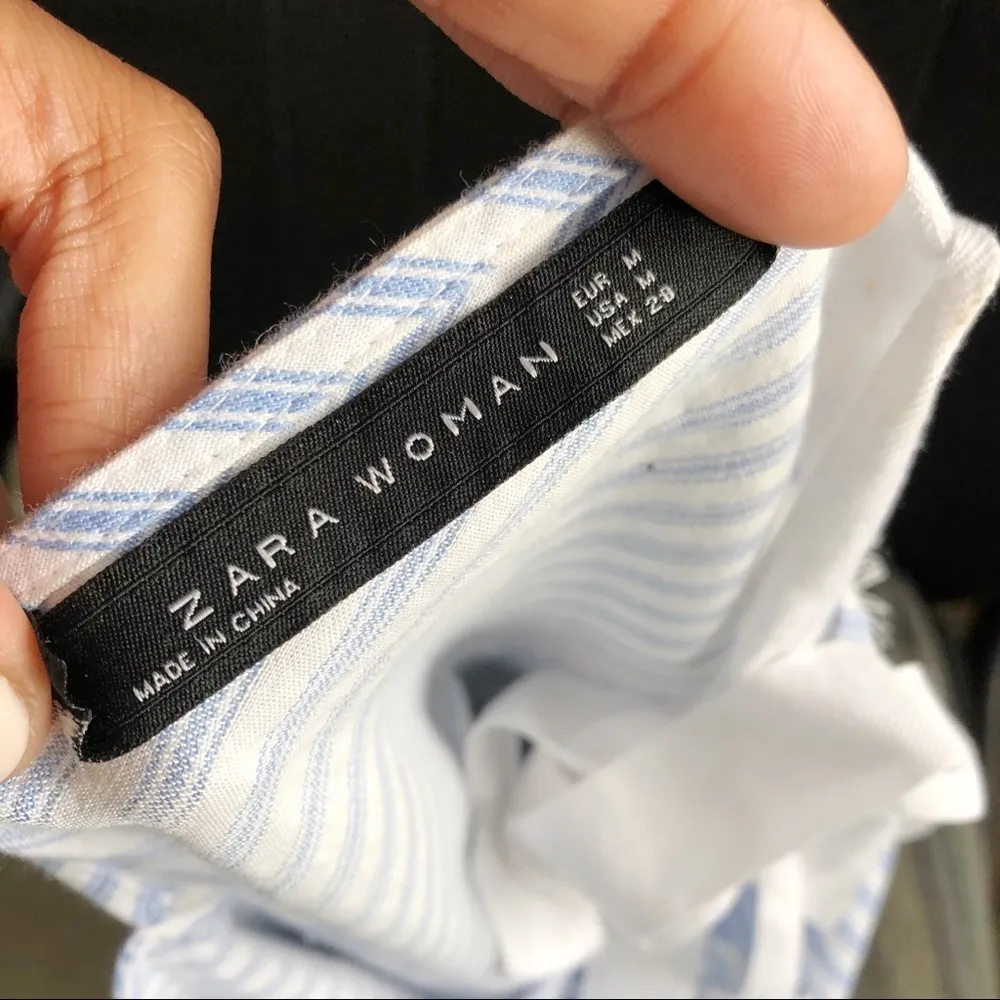 ZARA WOMAN
MADE IN CHINA
EUR M
USA M
MEX 28